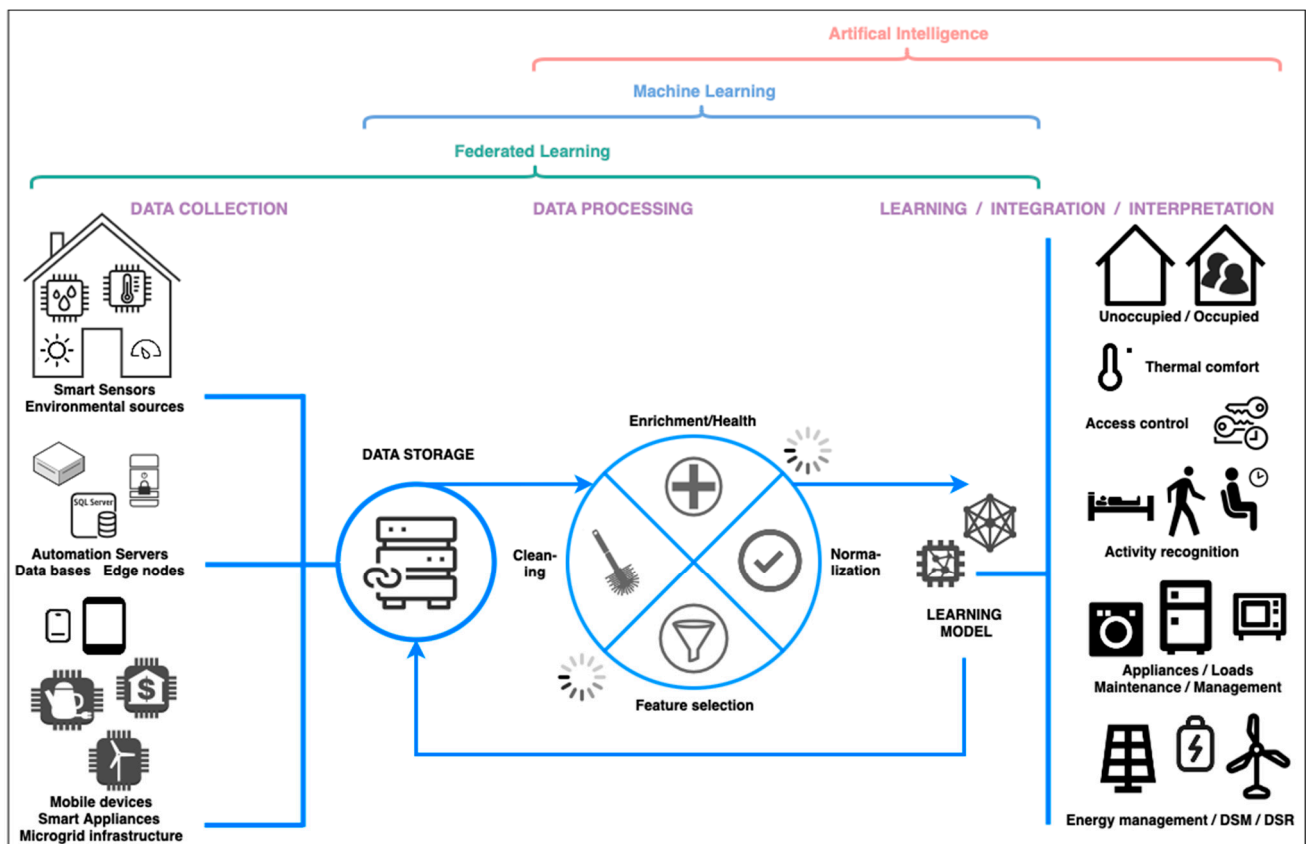 Artifical Intelligence
Machine Learning
Federated Learning
DATA COLLECTION
DATA PROCESSING
LEARNING / INTEGRATION / INTERPRETATION
Smart Sensors
Environmental sources
SQL Server
Automation Servers
Data bases Edge nodes
Mobile devices
Smart Appliances
Microgrid infrastructure
DATA STORAGE
Enrichment/Health
Clean-
ing
Norma-
lization
Feature selection
LEARNING
MODEL
Unoccupied / Occupied
Thermal comfort
Access control
Activity recognition
Appliances / Loads
Maintenance / Management
Energy management / DSM / DSR